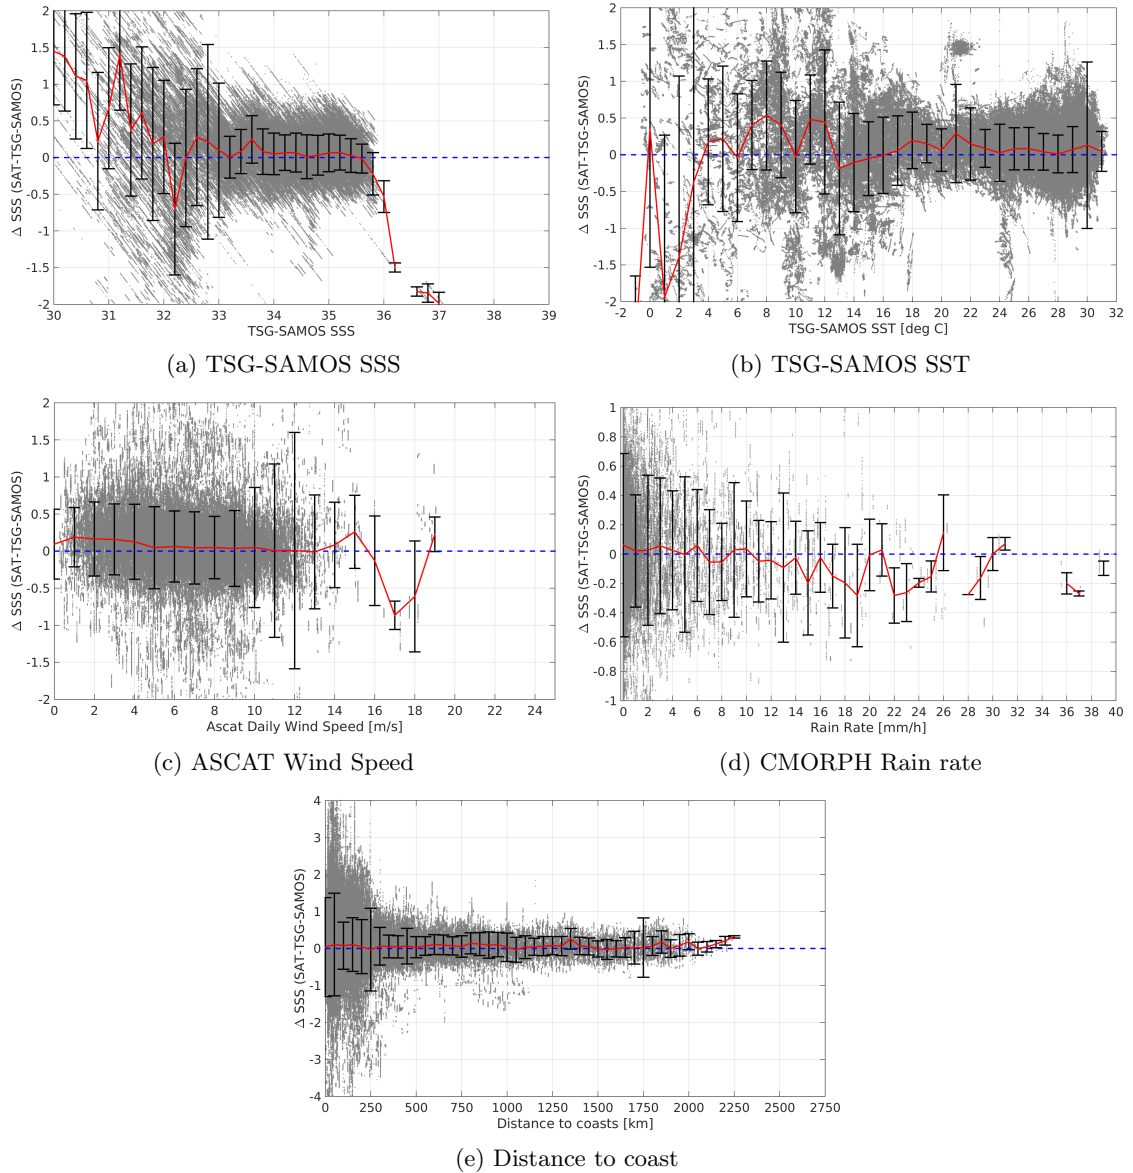 2
1.5
1
0.5
0
-0.5
-1
-1.5
-2
Δ SSS (SAT-TSG-SAMOS)
30 31 32 33 34 35 36 37 38 39
TSG-SAMOS SSS
(a) TSG-SAMOS SSS
2
1.5
1
0.5
0
-0.5
-1
-1.5
-2
Δ SSS (SAT-TSG-SAMOS)
-2 0 2 4 6 8 10 12 14 16 18 20 22 24 26 28 30 32
TSG-SAMOS SST [deg C]
(b) TSG-SAMOS SST
2
1.5
1
0.5
0
-0.5
-1
-1.5
-2
Δ SSS (SAT-TSG-SAMOS)
0 2 4 6 8 10 12 14 16 18 20 22 24
Ascat Daily Wind Speed [m/s]
(c) ASCAT Wind Speed
1
0.8
0.6
0.4
0.2
0
-0.2
-0.4
-0.6
-0.8
-1
Δ SSS (SAT-TSG-SAMOS)
0 2 4 6 8 10 12 14 16 18 20 22 24 26 28 30 32 34 36 38 40
Rain Rate [mm/h]
(d) CMORPH Rain rate
4
3
2
1
0
-1
-2
-3
-4
Δ SSS (SAT-TSG-SAMOS)
0 250 500 750 1000 1250 1500 1750 2000 2250 2500 2750
Distance to coasts [km]
(e) Distance to coast